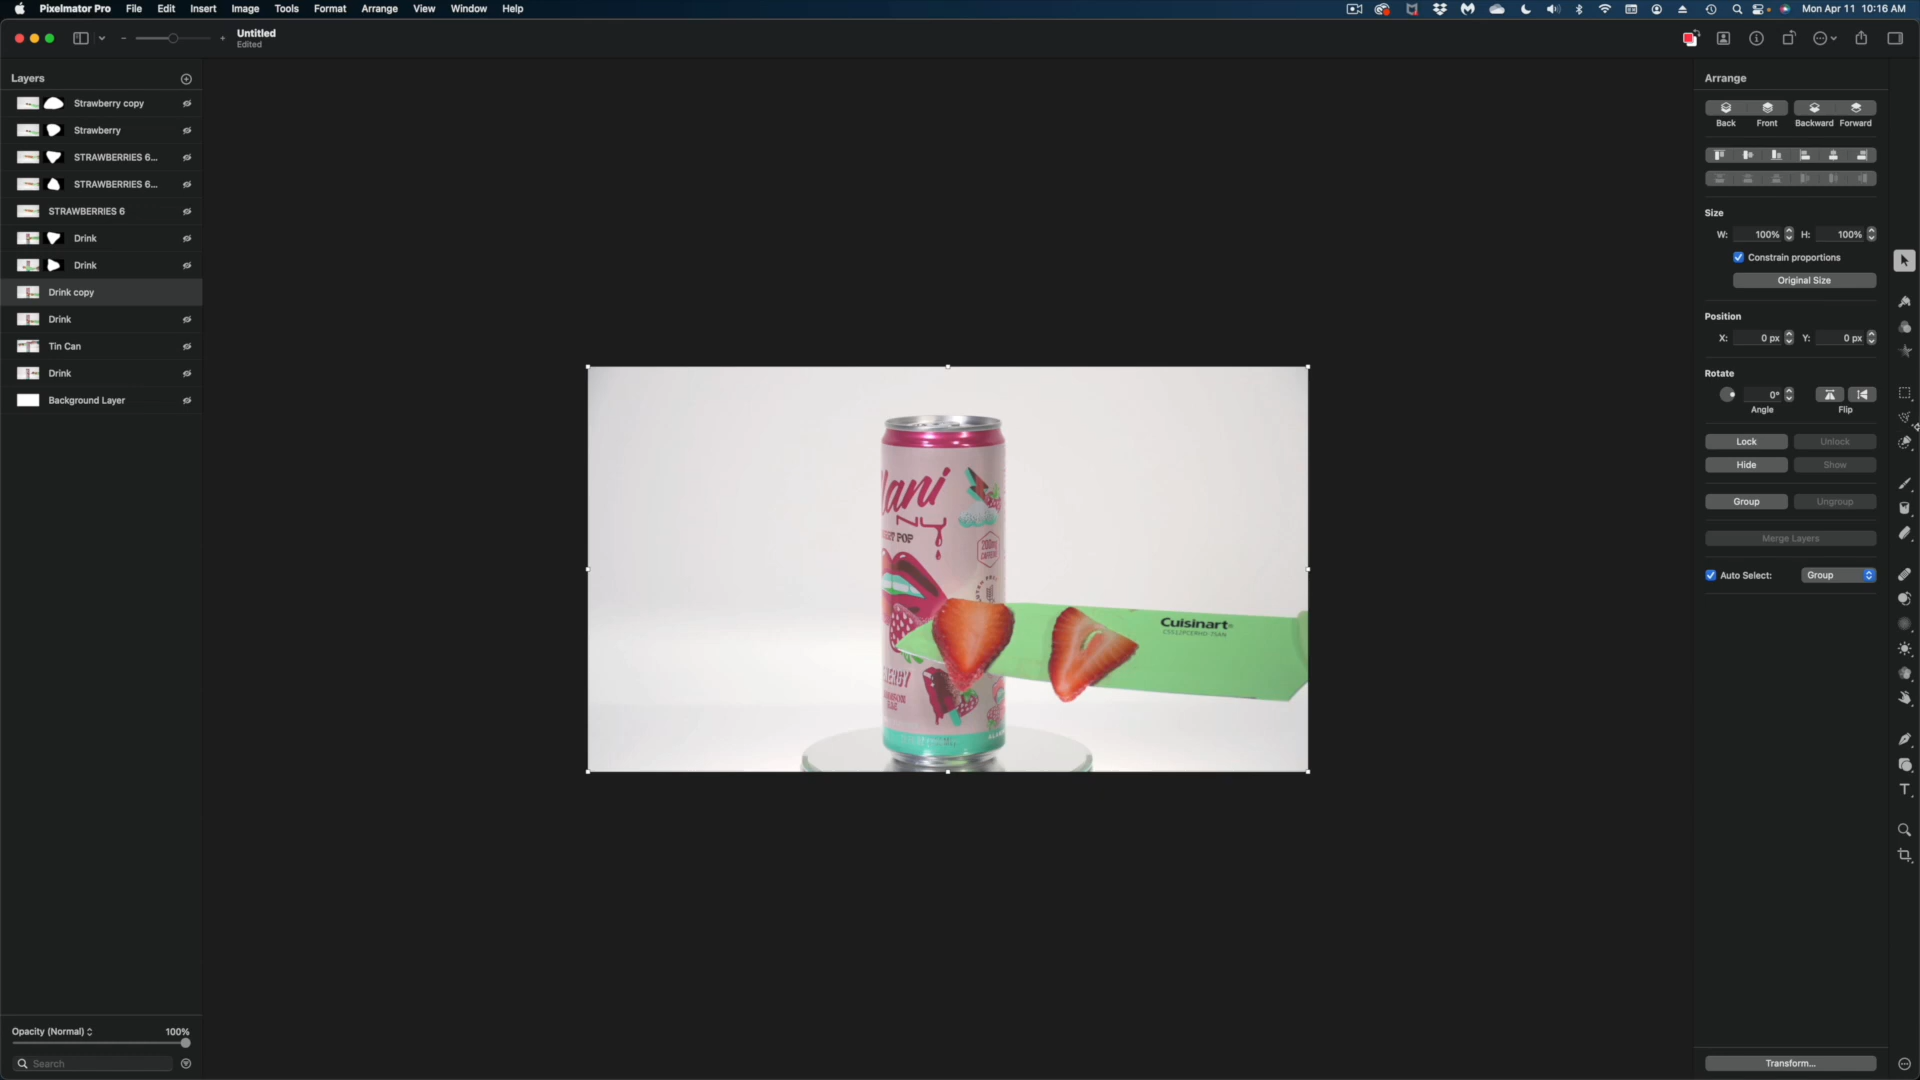 Pixelmator Pro File Edit Insert Image Tools Format Arrange View Window Help
Mon Apr 11 10:16 AM
Untitled
Edited
Layers
Strawberry copy
Strawberry
STRAWBERRIES 6...
STRAWBERRIES 6...
STRAWBERRIES 6
Drink
Drink
Drink copy
Drink
Tin Can
Drink
Background Layer
Opacity (Normal) 100%
Search
lani
NU
200mg
CAFFEINE
Cuisinart
Arrange
Back Front Backward Forward
Size
W: 100% H: 100%
Constrain proportions
Original Size
Position
X: 0 px Y: 0 px
Rotate
0°
Angle Flip
Lock Unlock
Hide Show
Group Ungroup
Merge Layers
Auto Select: Group
Transform...